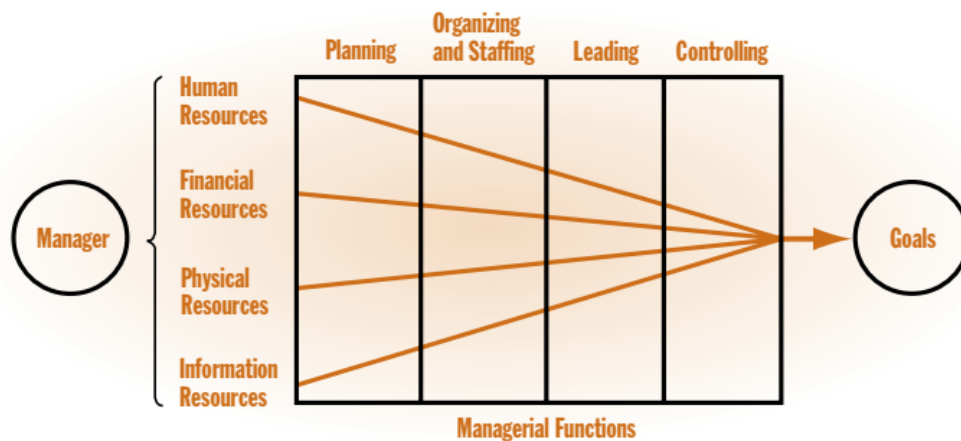 Planning
Organizing
and Staffing
Leading
Controlling
Human
Resources
Financial
Resources
Manager
Goals
Physical
Resources
Information
Resources
Managerial Functions